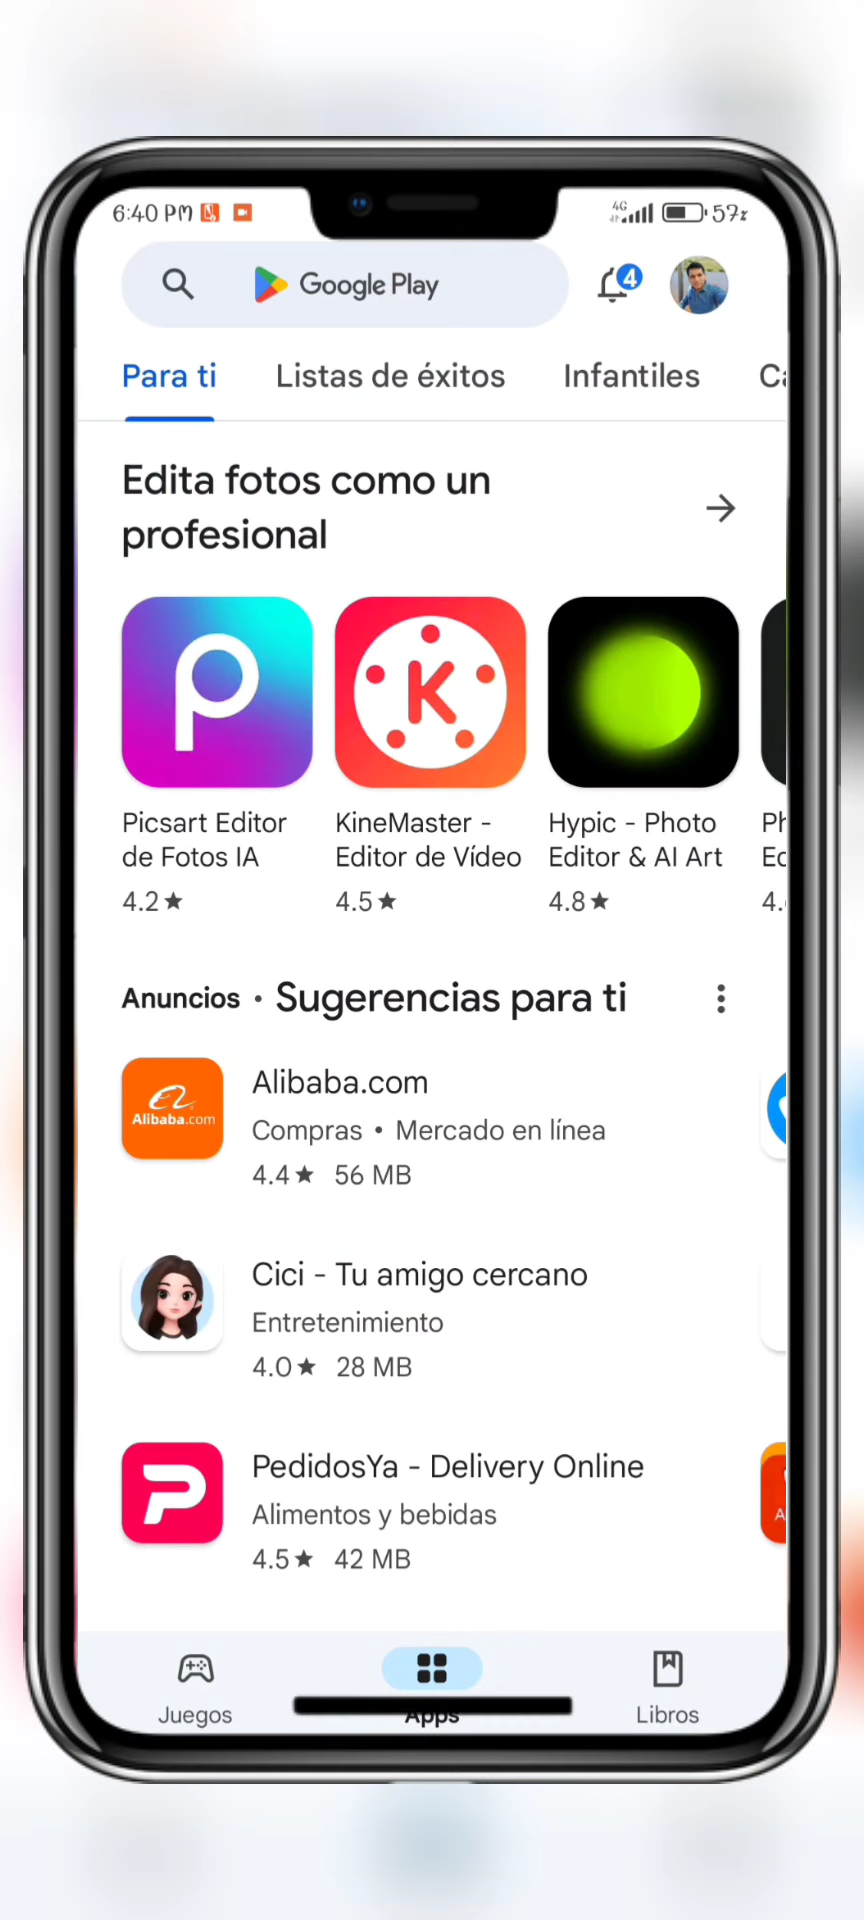 6:40 PM
4G
57%
Google Play
4
Para ti
Listas de éxitos
Infantiles
Edita fotos como un
profesional
Picsart Editor
de Fotos IA
4.2★
KineMaster -
Editor de Vídeo
4.5★
Hypic - Photo
Editor & AI Art
4.8★
Anuncios • Sugerencias para ti
Alibaba.com
Alibaba.com
Compras • Mercado en línea
4.4★ 56 MB
Cici - Tu amigo cercano
Entretenimiento
4.0★ 28 MB
PedidosYa - Delivery Online
Alimentos y bebidas
4.5★ 42 MB
Juegos
Apps
Libros